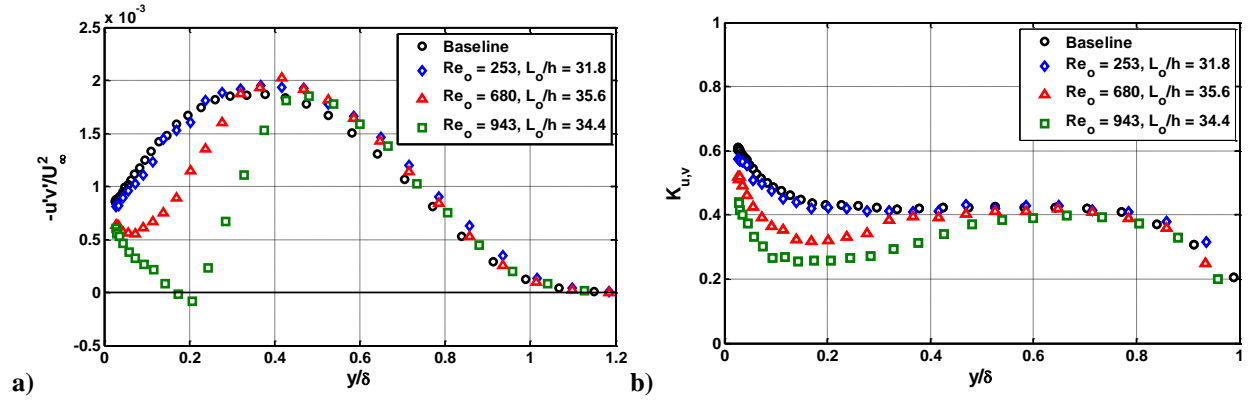 x 10⁻³
2.5
2
1.5
1
0.5
0
-0.5
-u'v'/U²∞
0 0.2 0.4 0.6 0.8 1 1.2
y/δ
Baseline
Reₒ = 253, Lₒ/h = 31.8
Reₒ = 680, Lₒ/h = 35.6
Reₒ = 943, Lₒ/h = 34.4
a)
1
0.8
0.6
0.4
0.2
0
K_u,v
0 0.2 0.4 0.6 0.8 1
y/δ
Baseline
Reₒ = 253, Lₒ/h = 31.8
Reₒ = 680, Lₒ/h = 35.6
Reₒ = 943, Lₒ/h = 34.4
b)